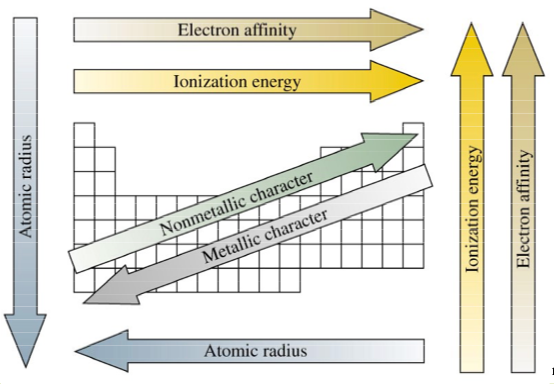 Electron affinity
Ionization energy
Atomic radius
Nonmetallic character
Metallic character
Ionization energy
Electron affinity
Atomic radius